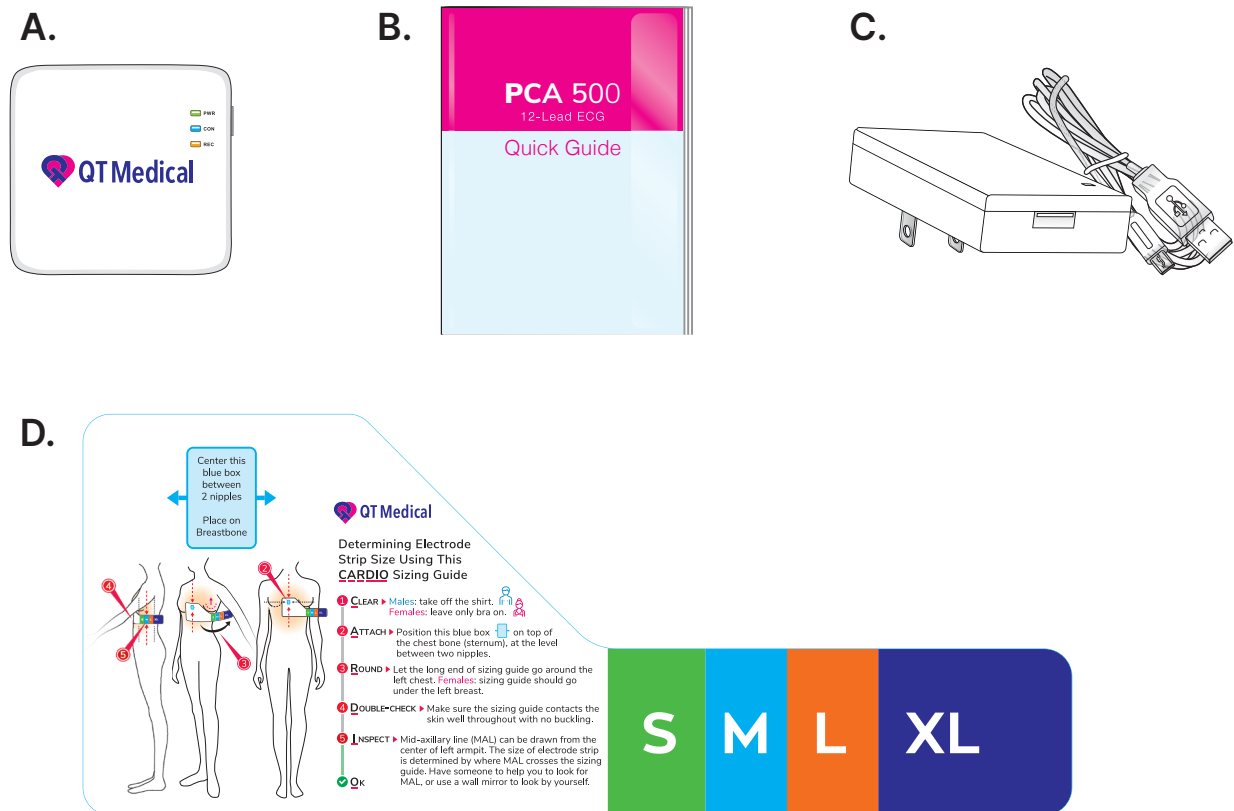 A.
PWR
CON
REC
QT Medical
B.
PCA 500
12-Lead ECG
Quick Guide
C.
D.
Center this
blue box
between
2 nipples
Place on
Breastbone
QT Medical
Determining Electrode
Strip Size Using This
CARDIO Sizing Guide
1 CLEAR ▶ Males: take off the shirt.
Females: leave only bra on.
2 ATTACH ▶ Position this blue box on top of
the chest bone (sternum), at the level
between two nipples.
3 ROUND ▶ Let the long end of sizing guide go around the
left chest. Females: sizing guide should go
under the left breast.
4 DOUBLE-CHECK ▶ Make sure the sizing guide contacts the
skin well throughout with no buckling.
5 INSPECT ▶ Mid-axillary line (MAL) can be drawn from the
center of left armpit. The size of electrode strip
is determined by where MAL crosses the sizing
guide. Have someone to help you to look for
MAL, or use a wall mirror to look by yourself.
OK
4
5
3
2
S M L XL